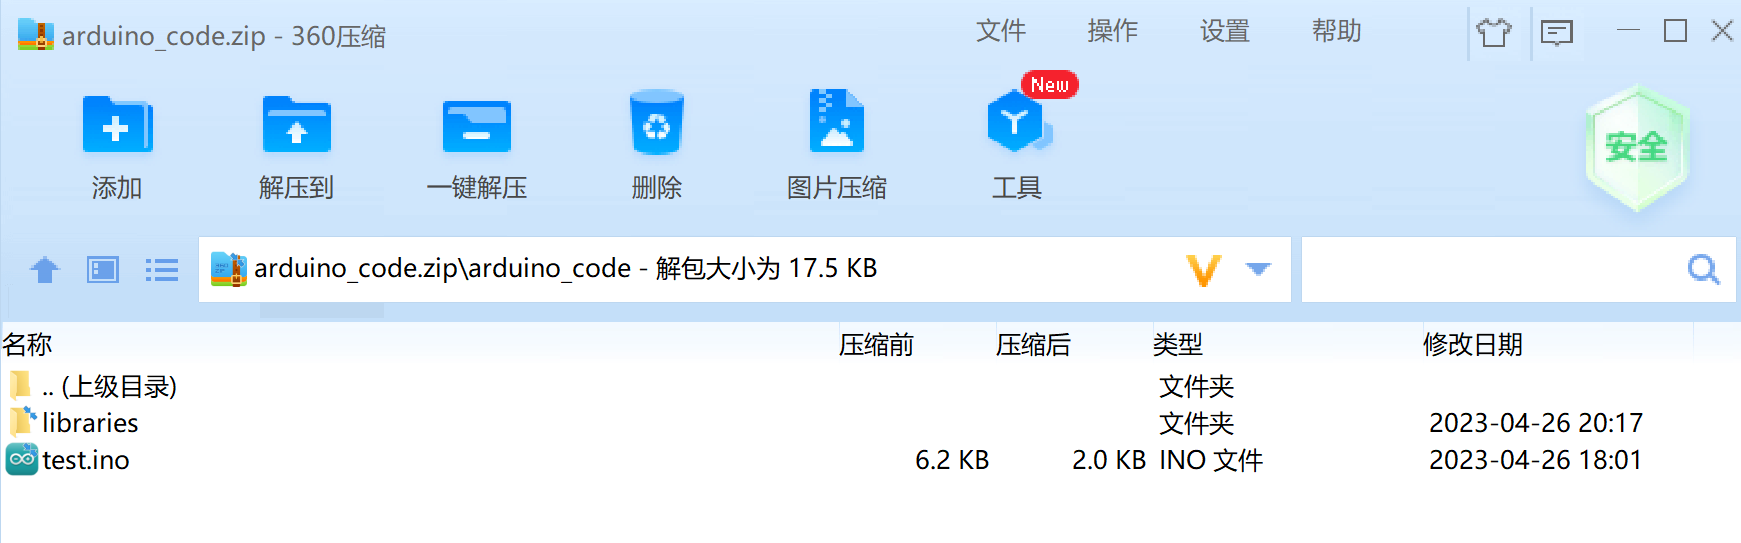 arduino_code.zip - 360压缩
文件 操作 设置 帮助
New
添加 解压到 一键解压 删除 图片压缩 工具
安全
arduino_code.zip\arduino_code - 解包大小为 17.5 KB
名称 压缩前 压缩后 类型 修改日期
.. (上级目录) 文件夹
libraries 文件夹 2023-04-26 20:17
test.ino 6.2 KB 2.0 KB INO 文件 2023-04-26 18:01